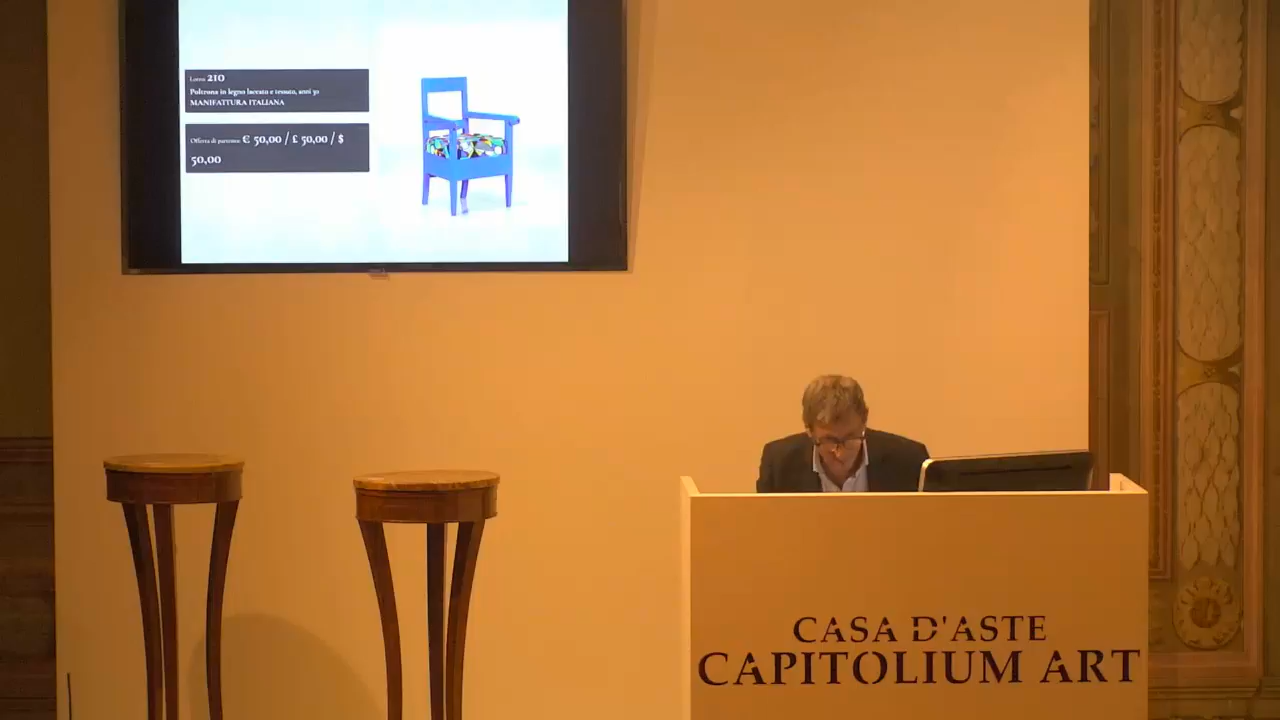 Lotto 210
Poltrona in legno laccato e tessuto, anni 50
MANIFATTURA ITALIANA
Offerta di partenza: € 50,00 / £ 50,00 / $
50,00
CASA D'ASTE
CAPITOLIUM ART